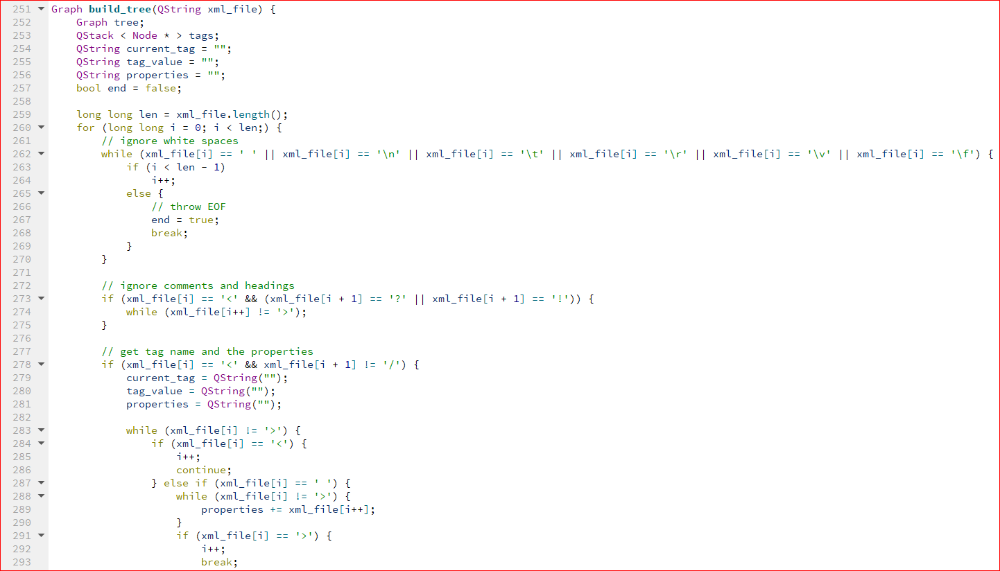 251 Graph build_tree(QString xml_file) {
252     Graph tree;
253     QStack < Node * > tags;
254     QString current_tag = "";
255     QString tag_value = "";
256     QString properties = "";
257     bool end = false;
258
259     long long len = xml_file.length();
260     for (long long i = 0; i < len;) {
261         // ignore white spaces
262         while (xml_file[i] == ' ' || xml_file[i] == '\n' || xml_file[i] == '\t' || xml_file[i] == '\r' || xml_file[i] == '\v' || xml_file[i] == '\f') {
263             if (i < len - 1)
264                 i++;
265             else {
266                 // throw EOF
267                 end = true;
268                 break;
269             }
270         }
271
272         // ignore comments and headings
273         if (xml_file[i] == '<' && (xml_file[i + 1] == '?' || xml_file[i + 1] == '!')) {
274             while (xml_file[i++] != '>');
275         }
276
277         // get tag name and the properties
278         if (xml_file[i] == '<' && xml_file[i + 1] != '/') {
279             current_tag = QString("");
280             tag_value = QString("");
281             properties = QString("");
282
283             while (xml_file[i] != '>') {
284                 if (xml_file[i] == '<') {
285                     i++;
286                     continue;
287                 } else if (xml_file[i] == ' ') {
288                     while (xml_file[i] != '>') {
289                         properties += xml_file[i++];
290                     }
291                     if (xml_file[i] == '>') {
292                         i++;
293                         break;